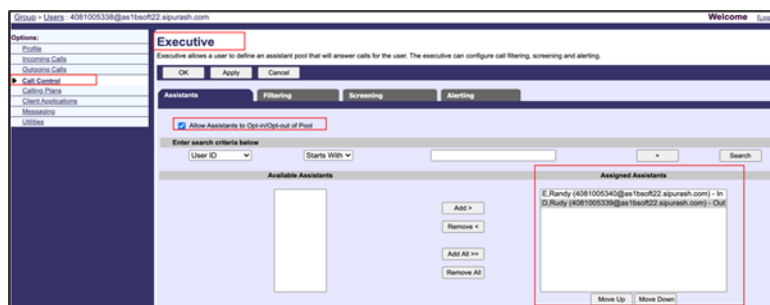 Group > Users : 4081005338@as1bsoft22.sipurash.com
Welcome
[Log
Options:
Profile
Incoming Calls
Outgoing Calls
Call Control
Calling Plans
Client Applications
Messaging
Utilities
Executive
Executive allows a user to define an assistant pool that will answer calls for the user. The executive can configure call filtering, screening and alerting.
OK Apply Cancel
Assistants Filtering Screening Alerting
Allow Assistants to Opt-in/Opt-out of Pool
Enter search criteria below
User ID Starts With + Search
Available Assistants Assigned Assistants
E,Randy (4081005340@as1bsoft22.sipurash.com) - In
D,Rudy (4081005339@as1bsoft22.sipurash.com) - Out
Add >
Remove <
Add All >>
Remove All
Move Up Move Down